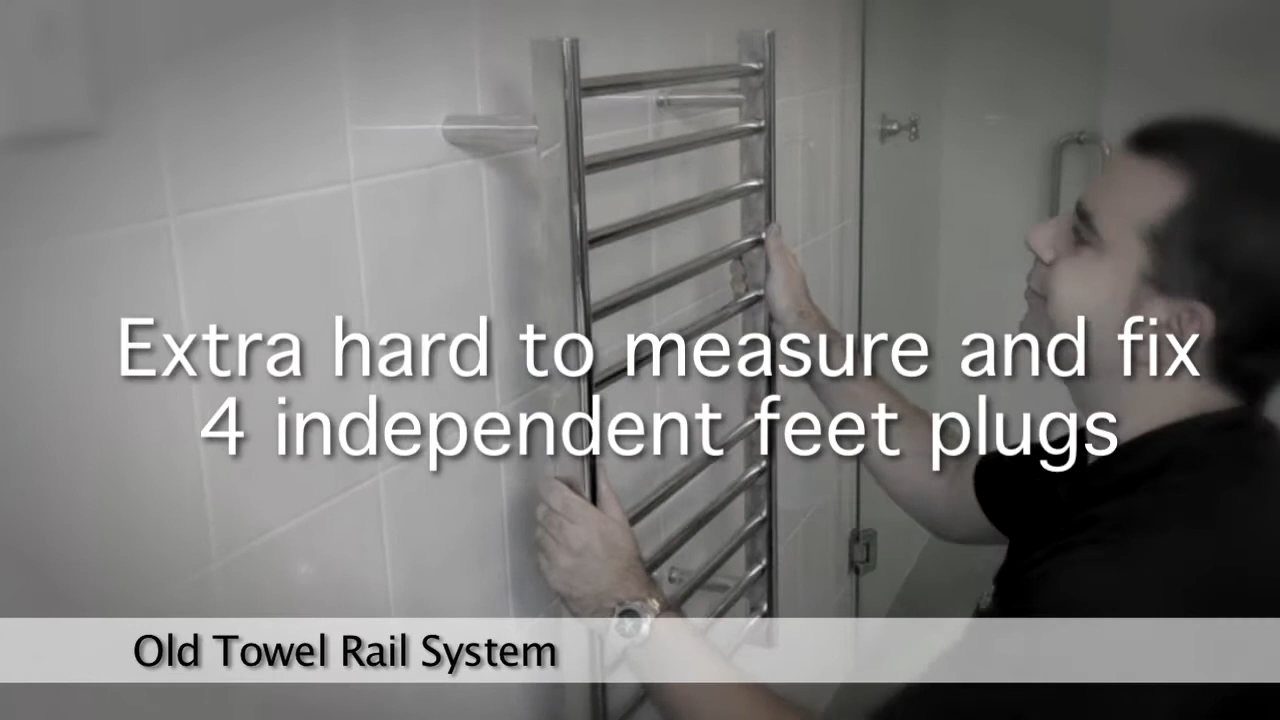 Extra hard to measure and fix
4 independent feet plugs
Old Towel Rail System